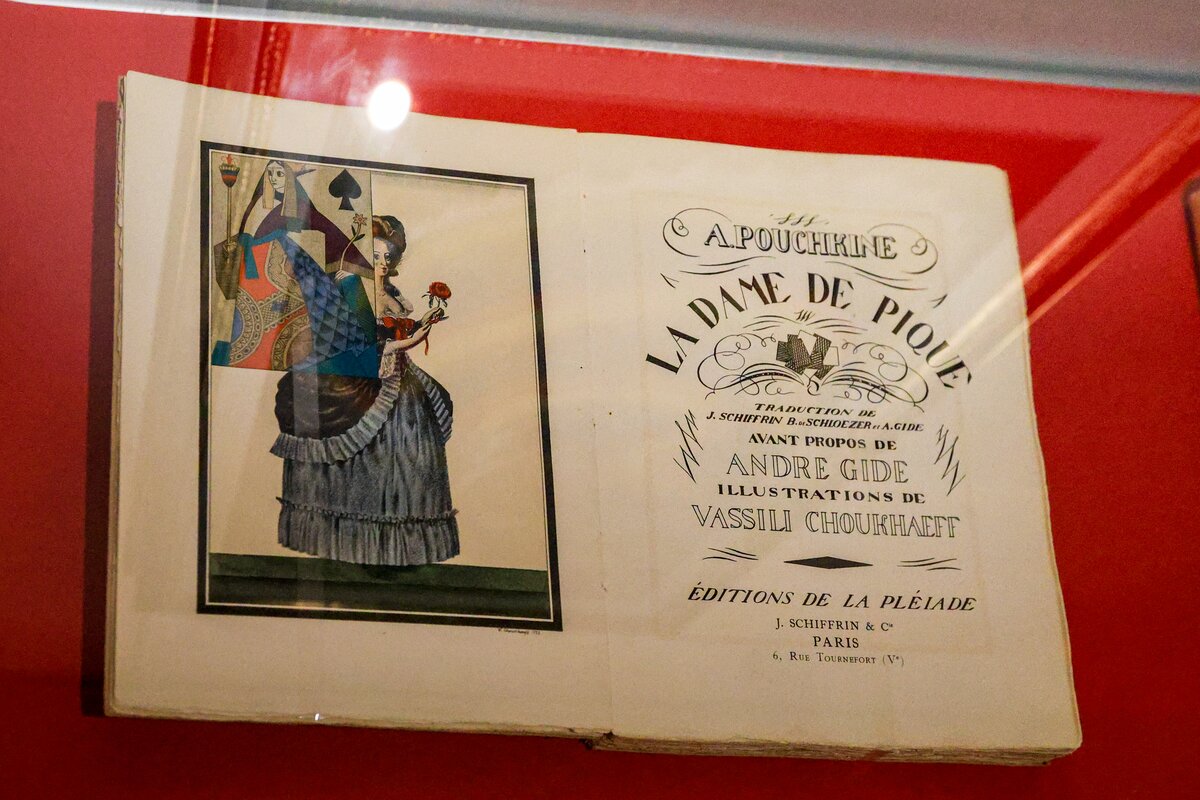 A. POUCHKINE
LA DAME DE PIQUE
TRADUCTION DE
J. SCHIFFRIN B. DE SCHLOEZER ET A. GIDE
AVANT PROPOS DE
ANDRE GIDE
ILLUSTRATIONS DE
VASSILI CHOUKHAEFF
ÉDITIONS DE LA PLÉIADE
J. SCHIFFRIN & Cie
PARIS
6, RUE TOURNEFORT (Ve)